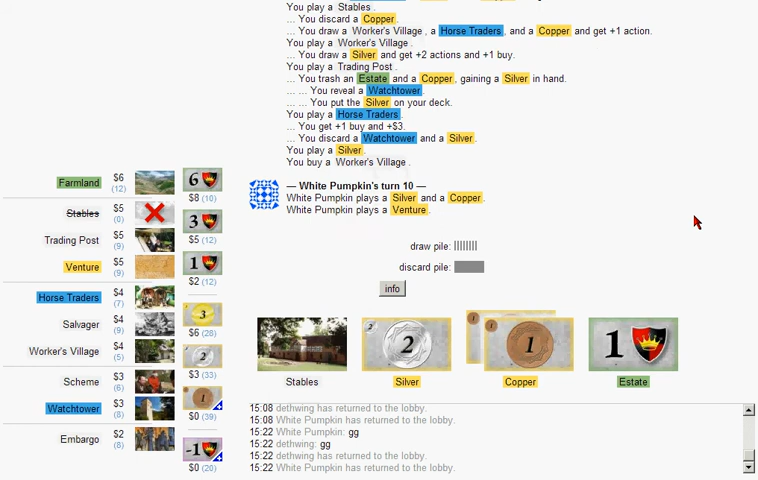 You play a Stables .
... You discard a Copper.
... You draw a Worker's Village , a Horse Traders, and a Copper and get +1 action.
You play a Worker's Village .
... You draw a Silver and get +2 actions and +1 buy.
You play a Trading Post .
... You trash an Estate and a Copper, gaining a Silver in hand.
... ... You reveal a Watchtower.
... ... You put the Silver on your deck.
You play a Horse Traders.
... You get +1 buy and +$3.
... You discard a Watchtower and a Silver.
You play a Silver.
You buy a Worker's Village .
— White Pumpkin's turn 10 —
White Pumpkin plays a Silver and a Copper.
White Pumpkin plays a Venture.
Farmland $6 (12)
Stables $5 (0)
Trading Post $5 (9)
Venture $5 (9)
Horse Traders $4 (7)
Salvager $4 (9)
Worker's Village $4 (5)
Scheme $3 (6)
Watchtower $3 (8)
Embargo $2 (8)
6
$8 (10)
3
$5 (12)
1
$2 (12)
3
$6 (28)
2
$3 (33)
1
$0 (39)
-1
$0 (20)
draw pile:
discard pile:
info
2 2
1 1 1
1
Stables Silver Copper Estate
15:08 dethwing has returned to the lobby.
15:08 White Pumpkin has returned to the lobby.
15:22 White Pumpkin: gg
15:22 dethwing: gg
15:22 dethwing has returned to the lobby.
15:22 White Pumpkin has returned to the lobby.